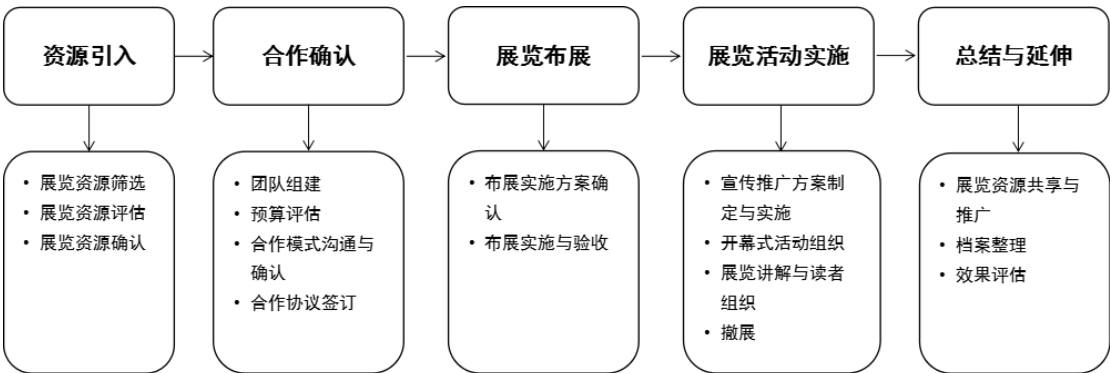 资源引入
合作确认
展览布展
展览活动实施
总结与延伸
• 展览资源筛选
• 展览资源评估
• 展览资源确认
• 团队组建
• 预算评估
• 合作模式沟通与
确认
• 合作协议签订
• 布展实施方案确
认
• 布展实施与验收
• 宣传推广方案制
定与实施
• 开幕式活动组织
• 展览讲解与读者
组织
• 撤展
• 展览资源共享与
推广
• 档案整理
• 效果评估